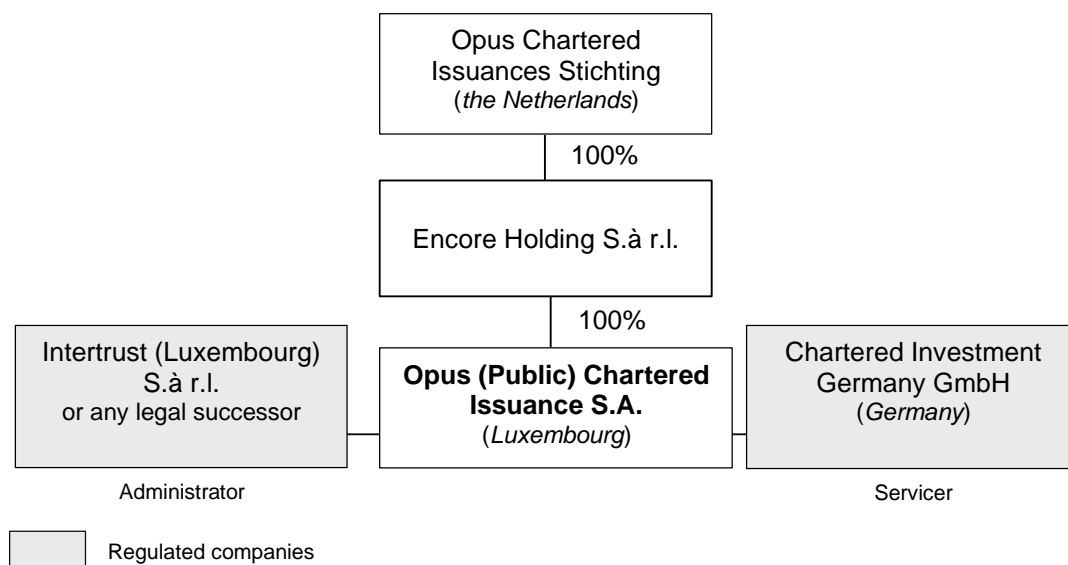 Opus Chartered
Issuances Stichting
(the Netherlands)
100%
Encore Holding S.à r.l.
100%
Intertrust (Luxembourg)
S.à r.l.
or any legal successor
Opus (Public) Chartered
Issuance S.A.
(Luxembourg)
Chartered Investment
Germany GmbH
(Germany)
Administrator
Servicer
Regulated companies